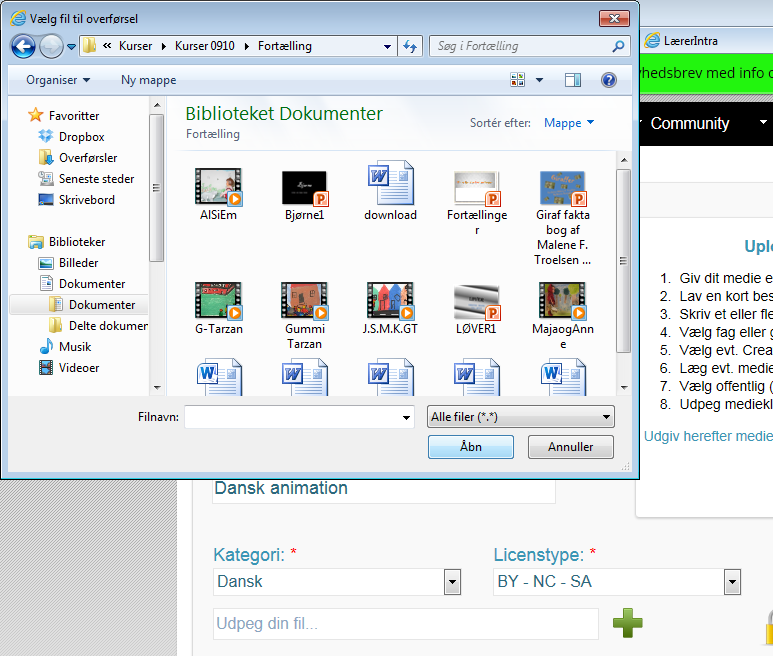 Vælg fil til overførsel
« Kurser ▸ Kurser 0910 ▸ Fortælling
Søg i Fortælling
Organiser
Ny mappe
Favoritter
Dropbox
Overførsler
Seneste steder
Skrivebord
Biblioteker
Billeder
Dokumenter
Dokumenter
Delte dokumen
Musik
Videoer
Biblioteket Dokumenter
Fortælling
Sortér efter: Mappe
AlSiEm
Bjørne1
download
Fortællinge
r
Giraf fakta
bog af
Malene F.
Troelsen ...
G-Tarzan
Gummi
Tarzan
J.S.M.K.GT
LØVER1
MajaogAnn
e
Filnavn:
Alle filer (*.*)
Åbn
Annuller
LærerIntra
yhedsbrev med info o
Community
Uplo
1. Giv dit medie e
2. Lav en kort bes
3. Skriv et eller fle
4. Vælg fag eller g
5. Vælg evt. Crea
6. Læg evt. medie
7. Vælg offentlig (
8. Udpeg mediekl
Udgiv herefter medie
Dansk animation
Kategori: *
Licenstype: *
Dansk
BY - NC - SA
Udpeg din fil...